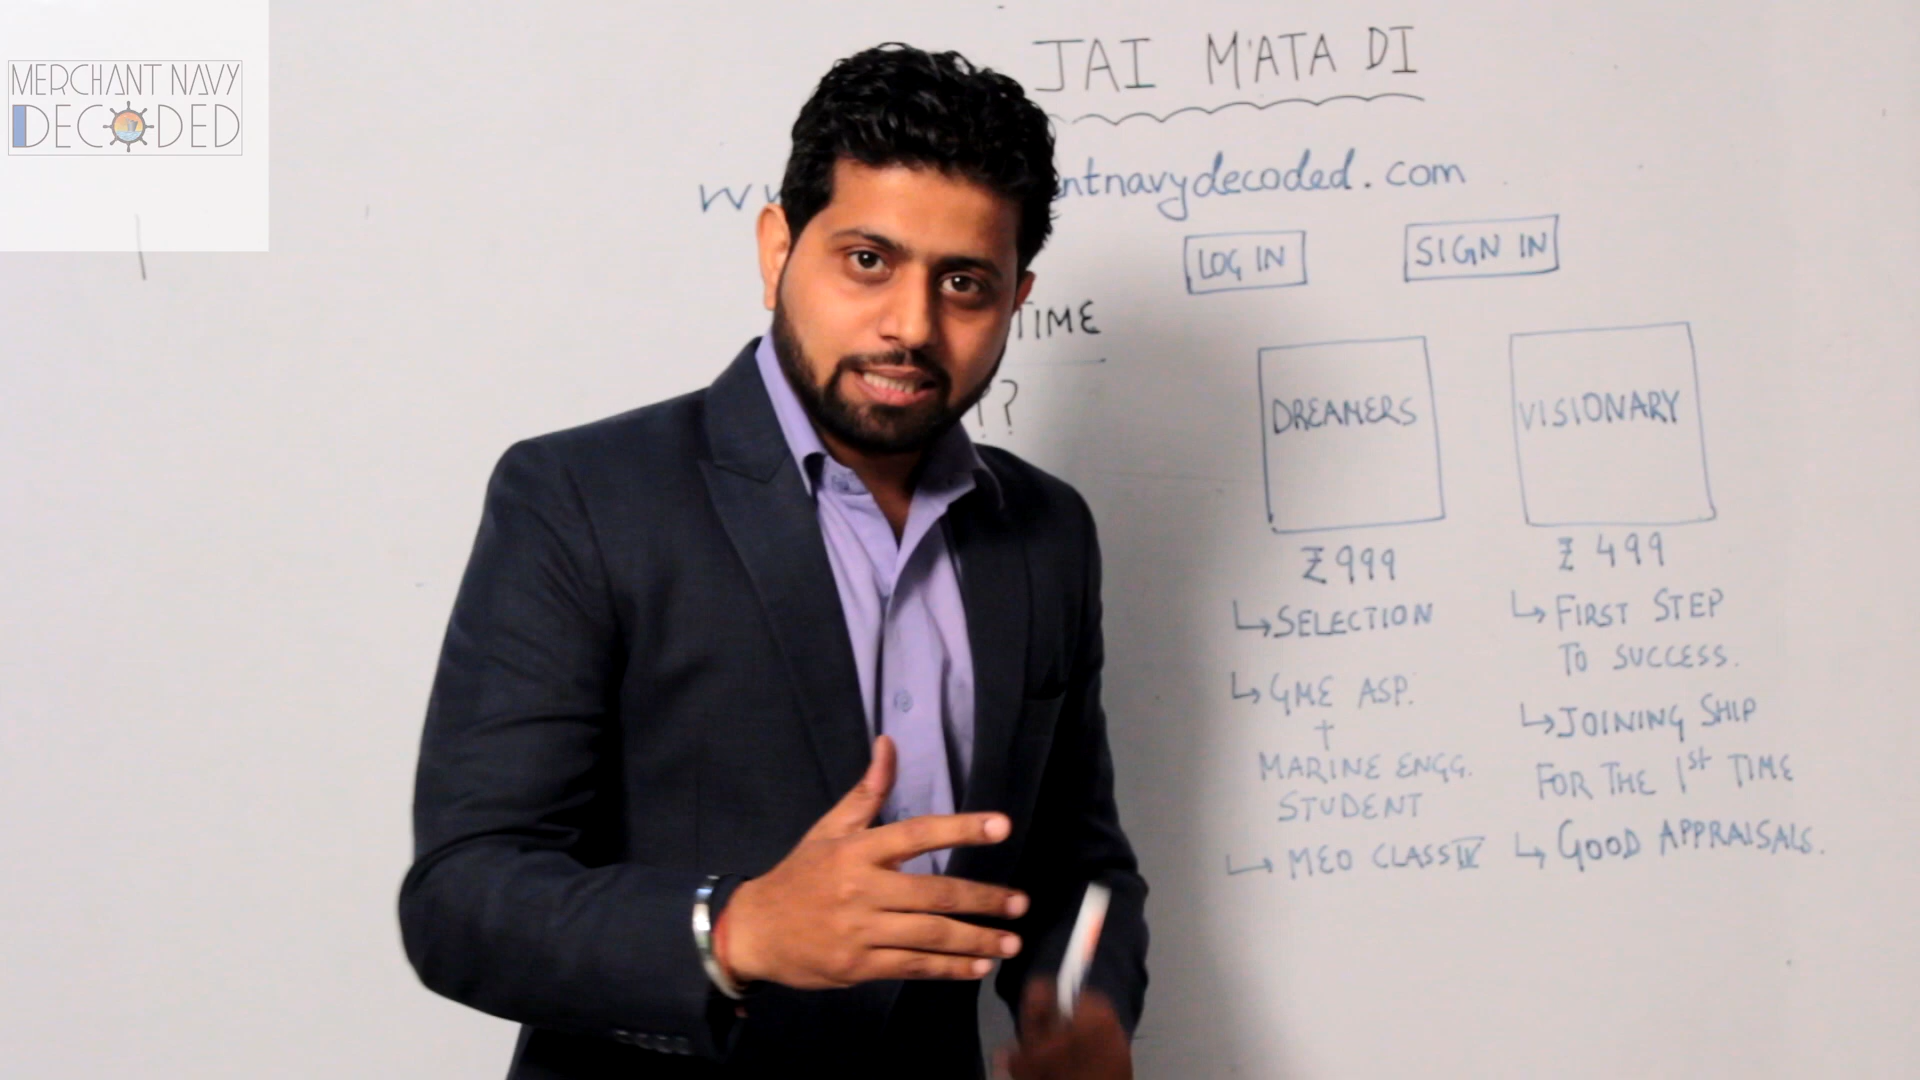 MERCHANT NAVY
DECODED
JAI MATA DI
ntnavydecoded.com
LOG IN
SIGN IN
TIME
??
DREAMERS
VISIONARY
₹999
₹ 499
↳SELECTION
↳GME ASP.
+
MARINE ENGG.
STUDENT
↳ MEO CLASS IV
↳FIRST STEP
TO SUCCESS.
↳JOINING SHIP
FOR THE 1st TIME
↳ GOOD APPRAISALS.